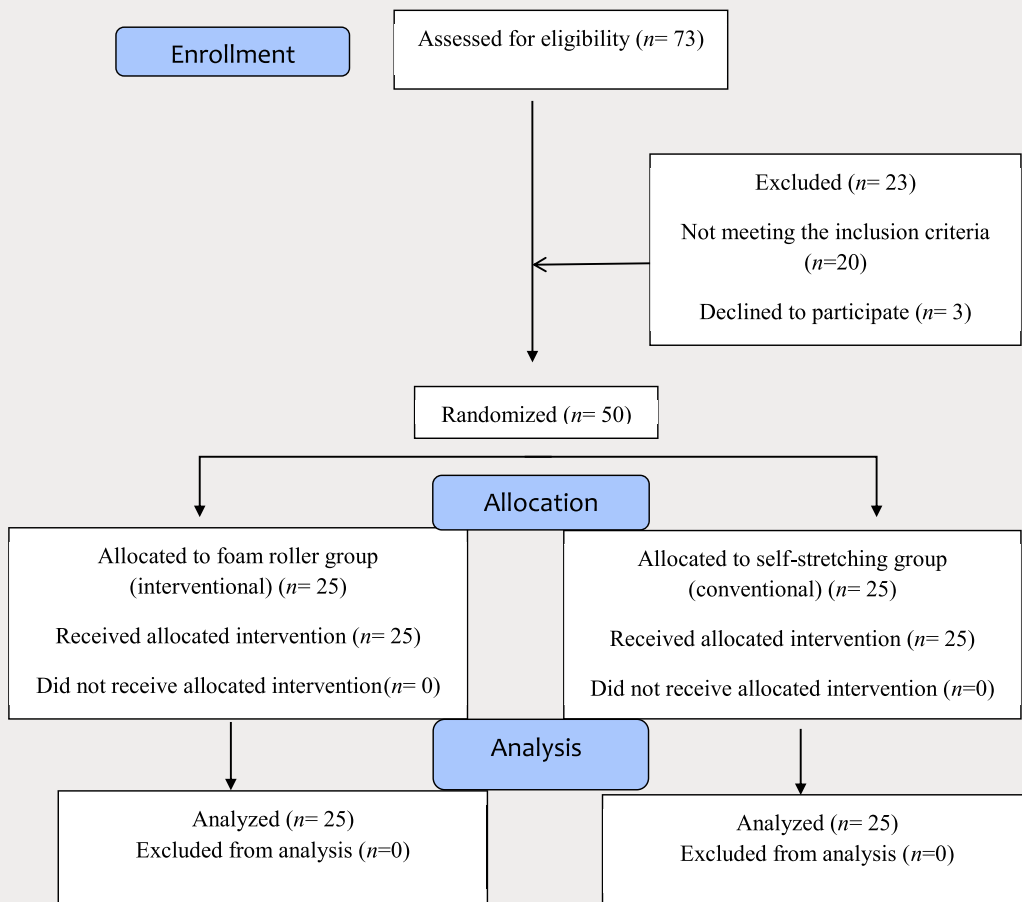 Enrollment
Assessed for eligibility (n= 73)
Excluded (n= 23)
Not meeting the inclusion criteria
(n=20)
Declined to participate (n= 3)
Randomized (n= 50)
Allocation
Allocated to foam roller group
(interventional) (n= 25)
Received allocated intervention (n= 25)
Did not receive allocated intervention(n= 0)
Allocated to self-stretching group
(conventional) (n= 25)
Received allocated intervention (n= 25)
Did not receive allocated intervention (n=0)
Analysis
Analyzed (n= 25)
Excluded from analysis (n=0)
Analyzed (n= 25)
Excluded from analysis (n=0)